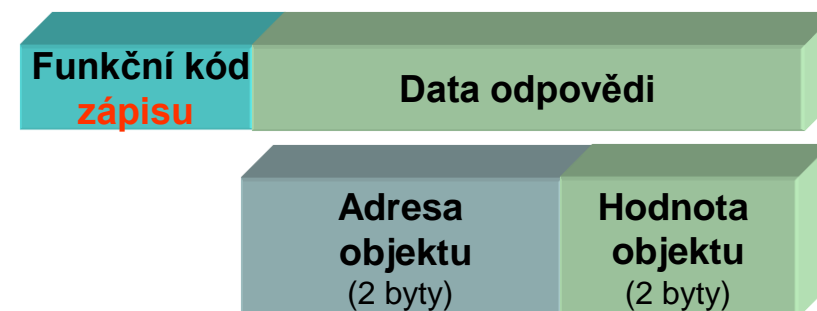 Funkční kód
zápisu
Data odpovědi
Adresa
objektu
(2 byty)
Hodnota
objektu
(2 byty)